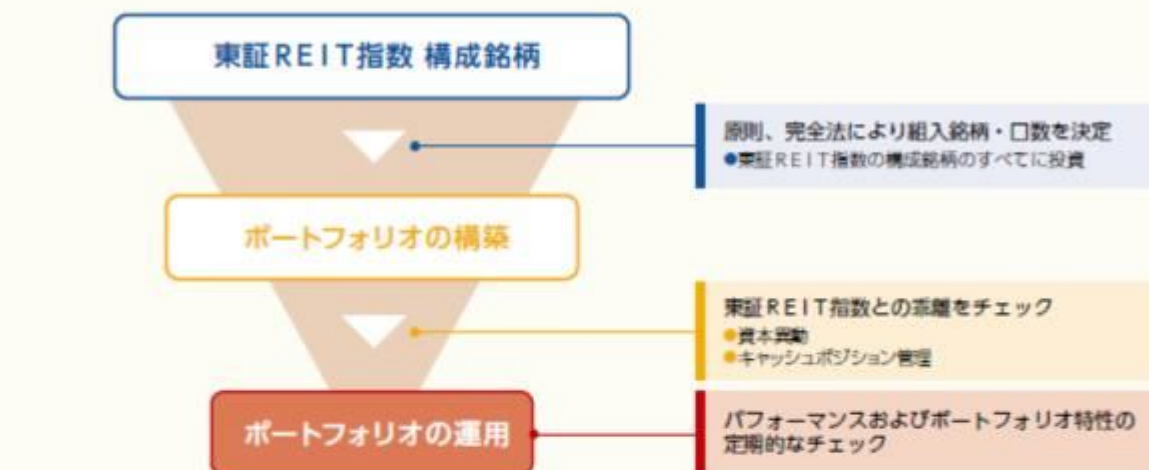 東証REIT指数 構成銘柄
原則、完全法により組入銘柄・口数を決定
●東証REIT指数の構成銘柄のすべてに投資
ポートフォリオの構築
東証REIT指数との乖離をチェック
●資本異動
●キャッシュポジション管理
ポートフォリオの運用
パフォーマンスおよびポートフォリオ特性の
定期的なチェック